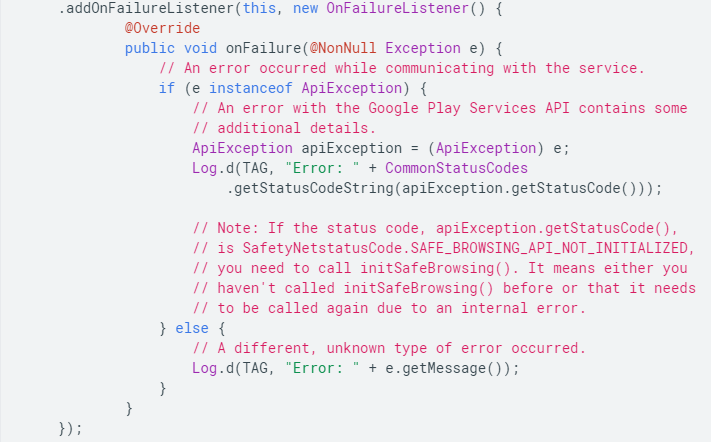 .addOnFailureListener(this, new OnFailureListener() {
@Override
public void onFailure(@NonNull Exception e) {
// An error occurred while communicating with the service.
if (e instanceof ApiException) {
// An error with the Google Play Services API contains some
// additional details.
ApiException apiException = (ApiException) e;
Log.d(TAG, "Error: " + CommonStatusCodes
.getStatusCodeString(apiException.getStatusCode()));
// Note: If the status code, apiException.getStatusCode(),
// is SafetyNetstatusCode.SAFE_BROWSING_API_NOT_INITIALIZED,
// you need to call initSafeBrowsing(). It means either you
// haven't called initSafeBrowsing() before or that it needs
// to be called again due to an internal error.
} else {
// A different, unknown type of error occurred.
Log.d(TAG, "Error: " + e.getMessage());
}
}
});